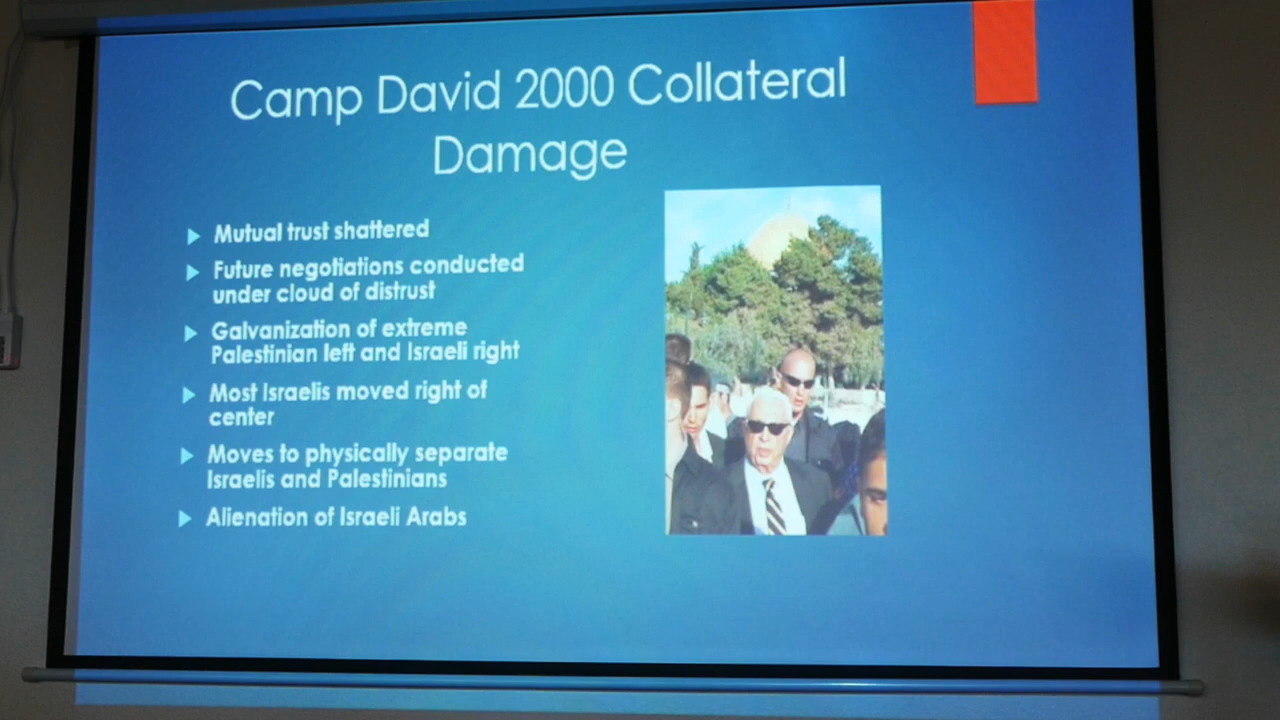 Camp David 2000 Collateral
Damage
Mutual trust shattered
Future negotiations conducted
under cloud of distrust
Galvanization of extreme
Palestinian left and Israeli right
Most Israelis moved right of
center
Moves to physically separate
Israelis and Palestinians
Alienation of Israeli Arabs